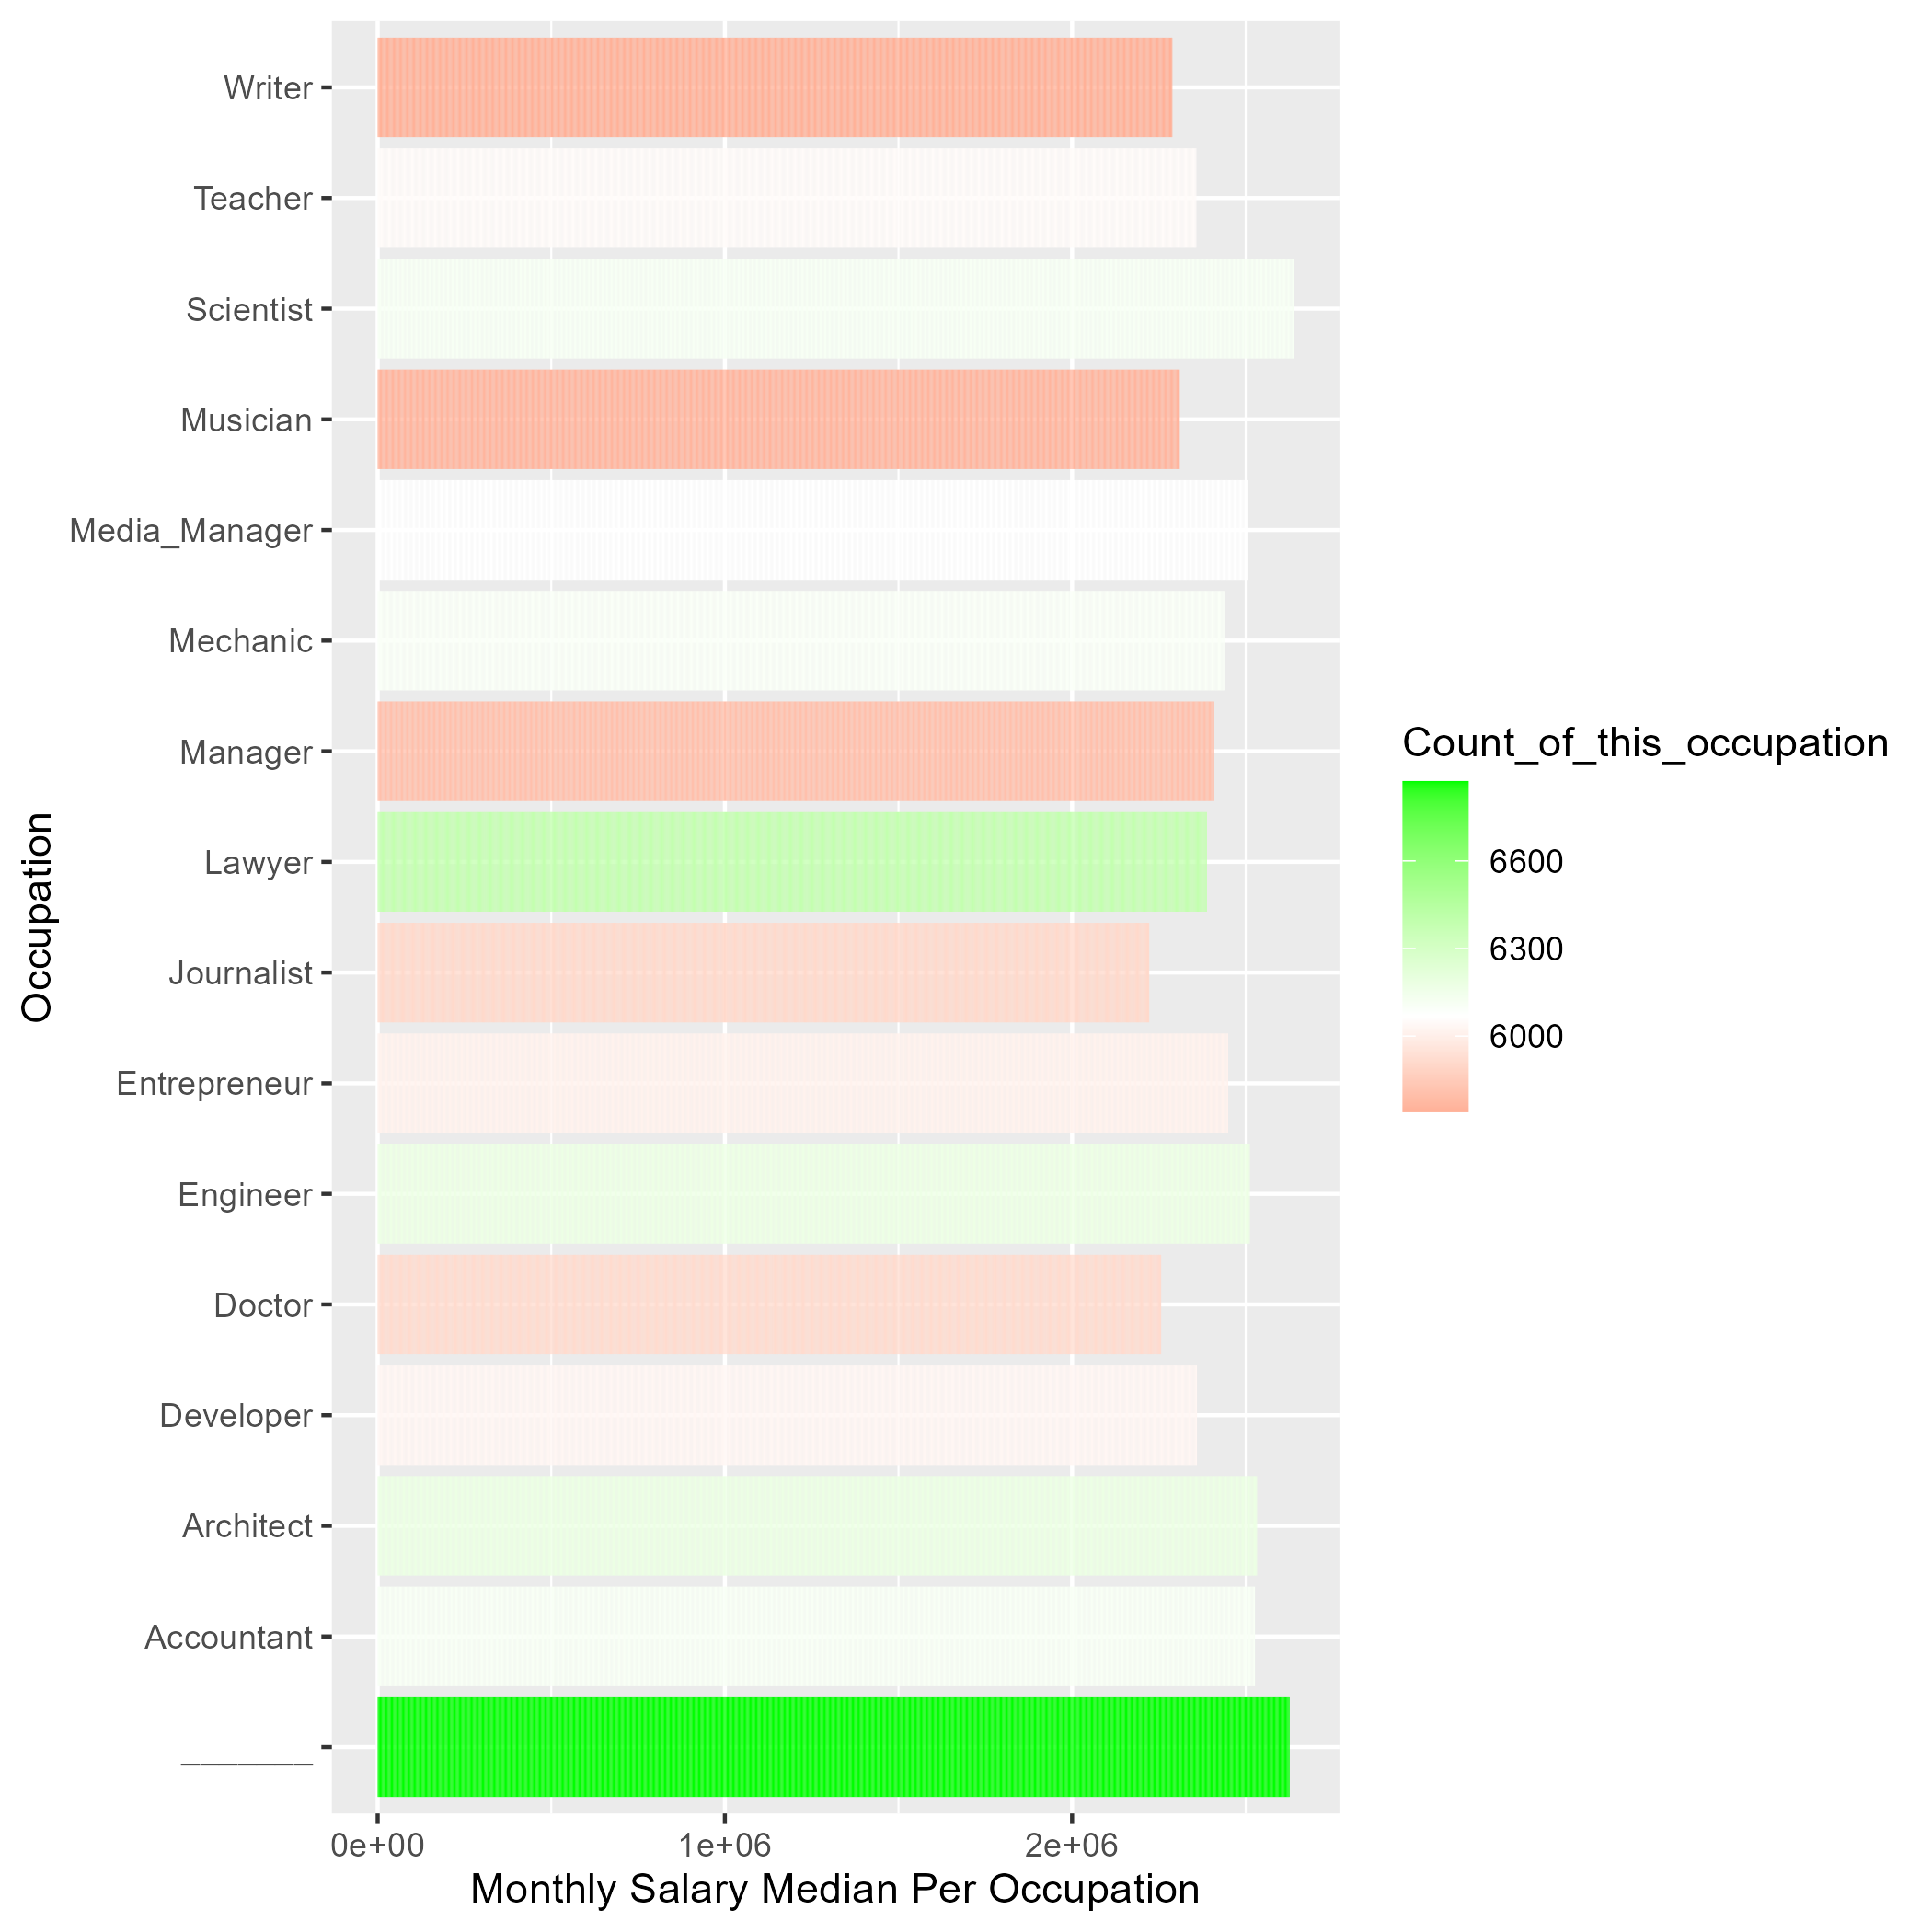 Writer
Teacher
Scientist
Musician
Media_Manager
Mechanic
Manager
Lawyer
Journalist
Entrepreneur
Engineer
Doctor
Developer
Architect
Accountant
_______
Occupation
0e+00 1e+06 2e+06
Monthly Salary Median Per Occupation
Count_of_this_occupation
6600
6300
6000